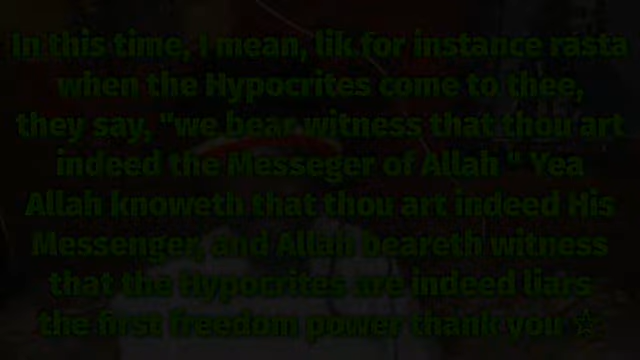 In this time, I mean, lik for instance rasta
when the Hypocrites come to thee,
they say, "we bear witness that thou art
indeed the Messeger of Allah " Yea
Allah knoweth that thou art indeed His
Messenger, and Allah beareth witness
that the hypocrites are indeed liars
the first freedom power thank you ☆